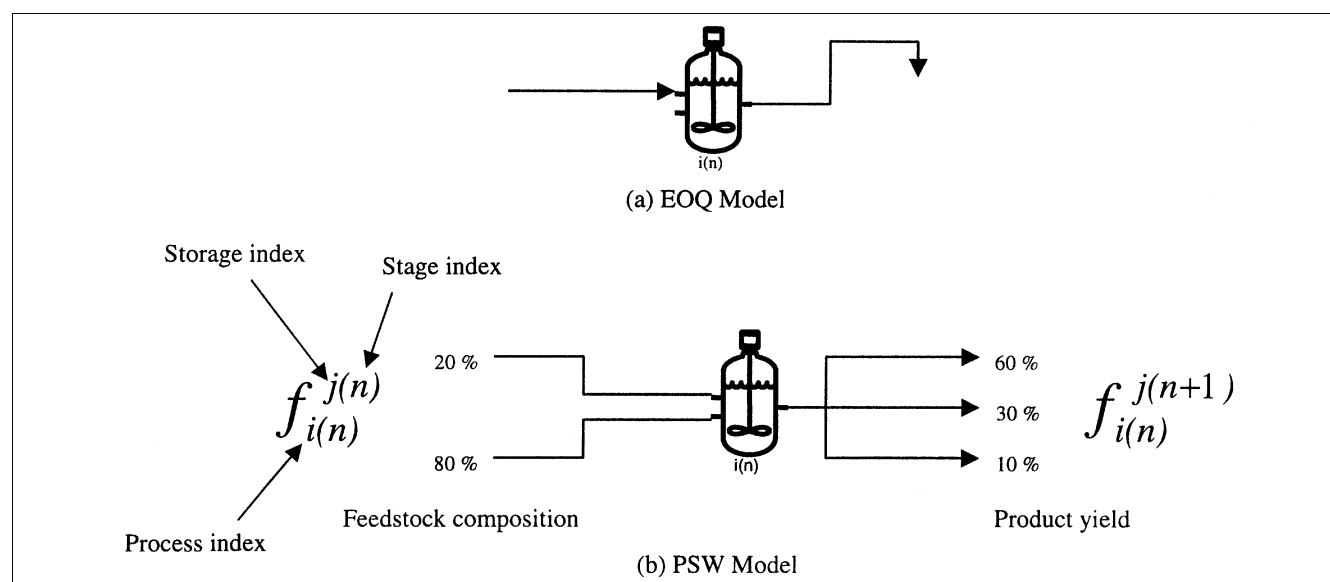 i(n)
(a) EOQ Model
Storage index
Stage index
f j(n) i(n)
20 %
80 %
i(n)
60 %
30 %
10 %
f j(n+1) i(n)
Feedstock composition
Product yield
Process index
(b) PSW Model